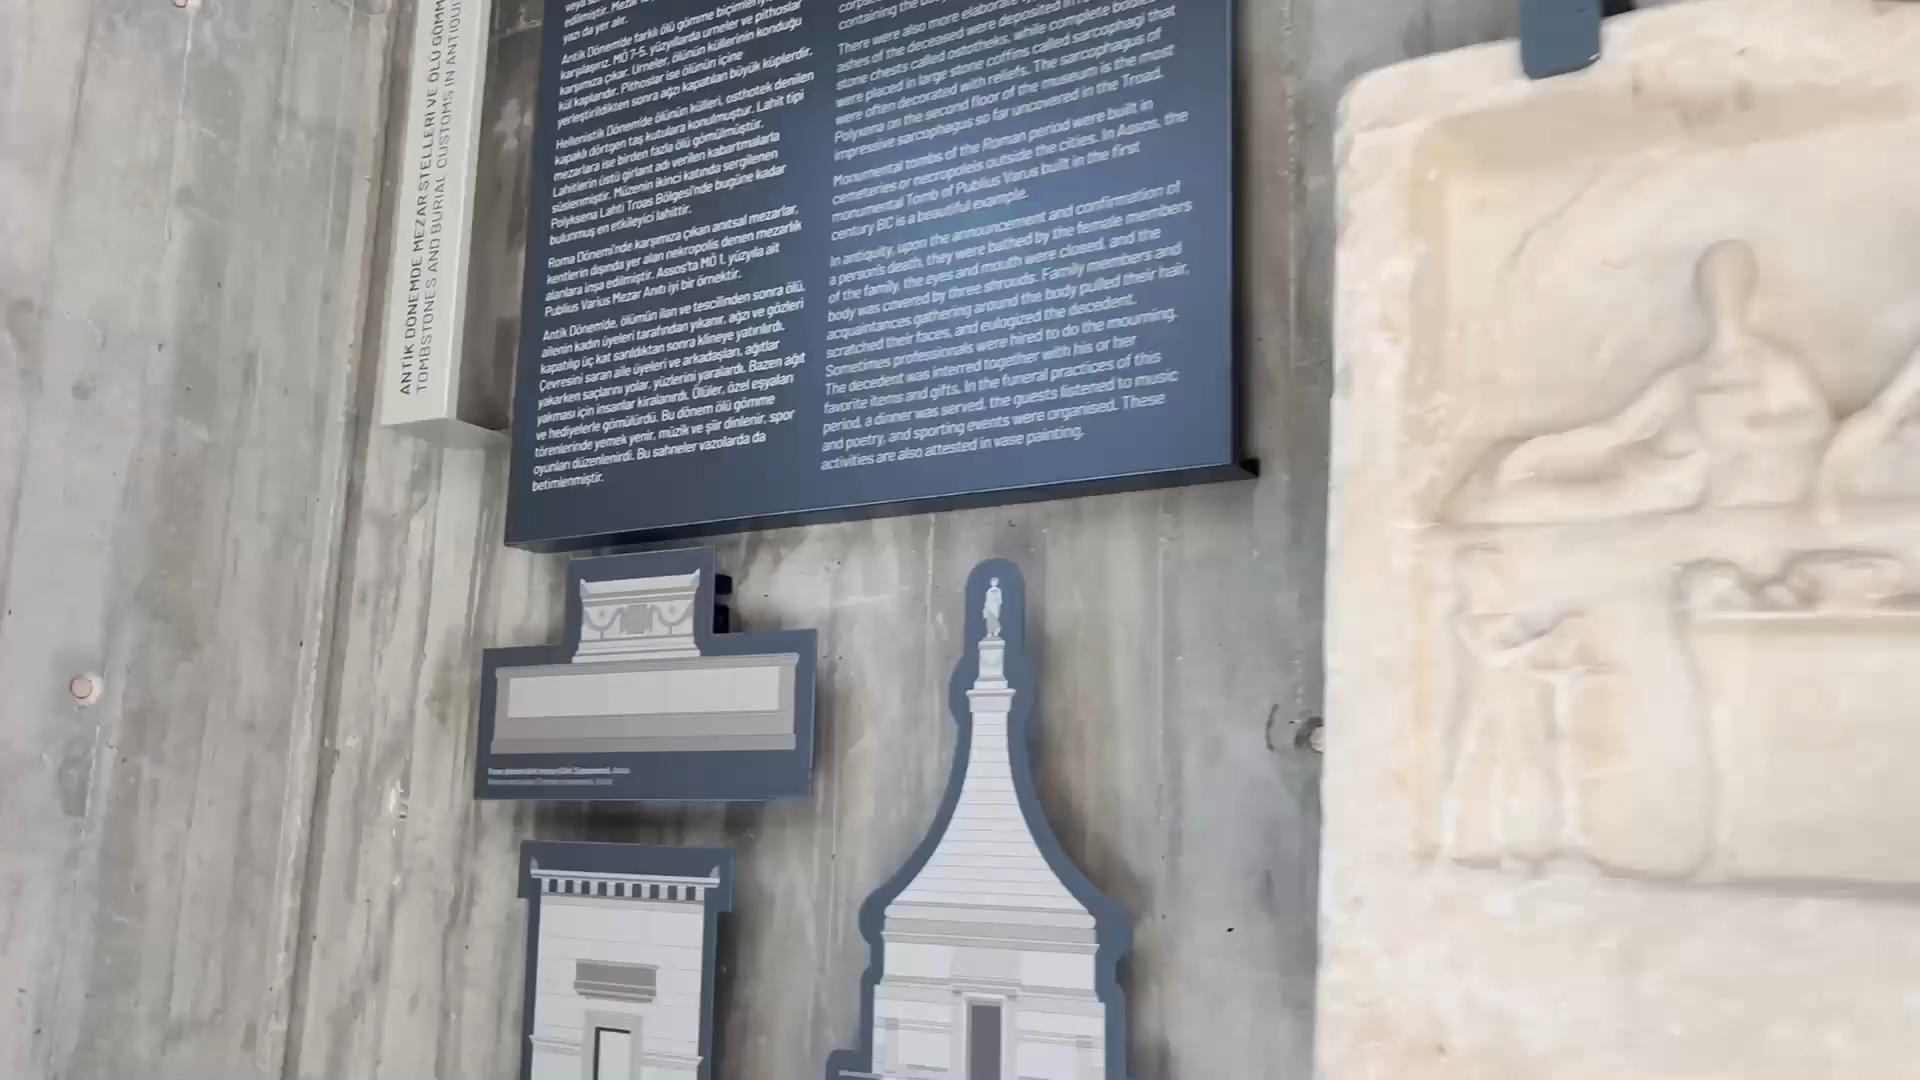 ANTİK DÖNEMDE MEZAR STELLERİ VE ÖLÜ GÖMM
TOMBSTONES AND BURIAL CUSTOMS IN ANTIQUI
edilmiştir. Mezar
yazı da yer alır.
Antik Dönem'de farklı ölü gömme biçimleriyle
karşılaşırız. MÖ 7-5. yüzyıllarda urneler ve pithoslar
karşımıza çıkar. Urneler, ölünün küllerinin konduğu
kül kaplarıdır. Pithoslar ise ölünün içine
yerleştirildikten sonra ağzı kapatılan büyük küplerdir.
Hellenistik Dönem'de ölünün külleri, osthotek denilen
kapaklı dörtgen taş kutulara konulmuştur. Lahit tipi
mezarlara ise birden fazla ölü gömülmüştür.
Lahitlerin üstü girlant adı verilen kabartmalarla
süslenmiştir. Müzenin ikinci katında sergilenen
Polyksena Lahti Troas Bölgesi'nde bugüne kadar
bulunmuş en etkileyici lahittir.
Roma Dönemi'nde karşımıza çıkan anıtsal mezarlar,
kentlerin dışında yer alan nekropolis denen mezarlık
alanlara inşa edilmiştir. Assos'ta MÖ 1. yüzyıla ait
Publius Varius Mezar Anıtı iyi bir örnektir.
Antik Dönem'de, ölümün ilan ve tescilinden sonra ölü,
ailenin kadın üyeleri tarafından yıkanır, ağzı ve gözleri
kapatılıp üç kat sarıldıktan sonra klineye yatırılırdı.
Çevresini saran aile üyeleri ve arkadaşları, ağıtlar
yakarken saçlarını yolar, yüzlerini yaralardı. Bazen ağıt
yakması için insanlar kiralanırdı. Ölüler, özel eşyaları
ve hediyelerle gömülürdü. Bu dönem ölü gömme
törenlerinde yemek yenir, müzik ve şiir dinlenir, spor
oyunları düzenlenirdi. Bu sahneler vazolarda da
betimlenmiştir.
containing the
There were also more elaborate
ashes of the deceased were deposited in
stone chests called ostotheks, while complete bodies
were placed in large stone coffins called sarcophagi that
were often decorated with reliefs. The sarcophagus of
Polyxena on the second floor of the museum is the most
impressive sarcophagus so far uncovered in the Troad.
Monumental tombs of the Roman period were built in
cemeteries or necropoleis outside the cities. In Assos, the
monumental Tomb of Publius Varus built in the first
century BC is a beautiful example.
In antiquity, upon the announcement and confirmation of
a person's death, they were bathed by the female members
of the family, the eyes and mouth were closed, and the
body was covered by three shrouds. Family members and
acquaintances gathering around the body pulled their hair,
scratched their faces, and eulogized the decedent.
Sometimes professionals were hired to do the mourning.
The decedent was interred together with his or her
favorite items and gifts. In the funeral practices of this
period, a dinner was served, the guests listened to music
and poetry, and sporting events were organised. These
activities are also attested in vase painting.